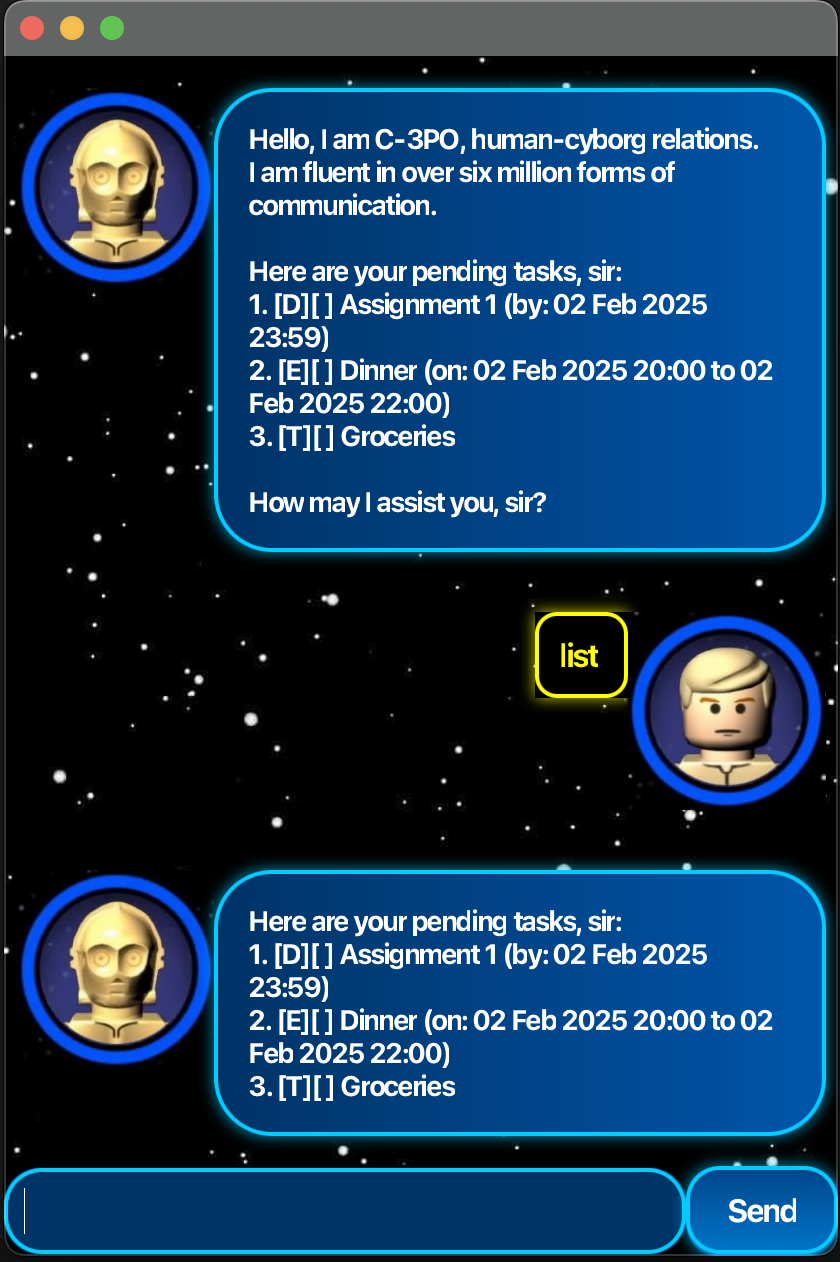 Hello, I am C-3PO, human-cyborg relations.
I am fluent in over six million forms of
communication.
Here are your pending tasks, sir:
1. [D][ ] Assignment 1 (by: 02 Feb 2025
23:59)
2. [E][ ] Dinner (on: 02 Feb 2025 20:00 to 02
Feb 2025 22:00)
3. [T][ ] Groceries
How may I assist you, sir?
list
Here are your pending tasks, sir:
1. [D][ ] Assignment 1 (by: 02 Feb 2025
23:59)
2. [E][ ] Dinner (on: 02 Feb 2025 20:00 to 02
Feb 2025 22:00)
3. [T][ ] Groceries
Send